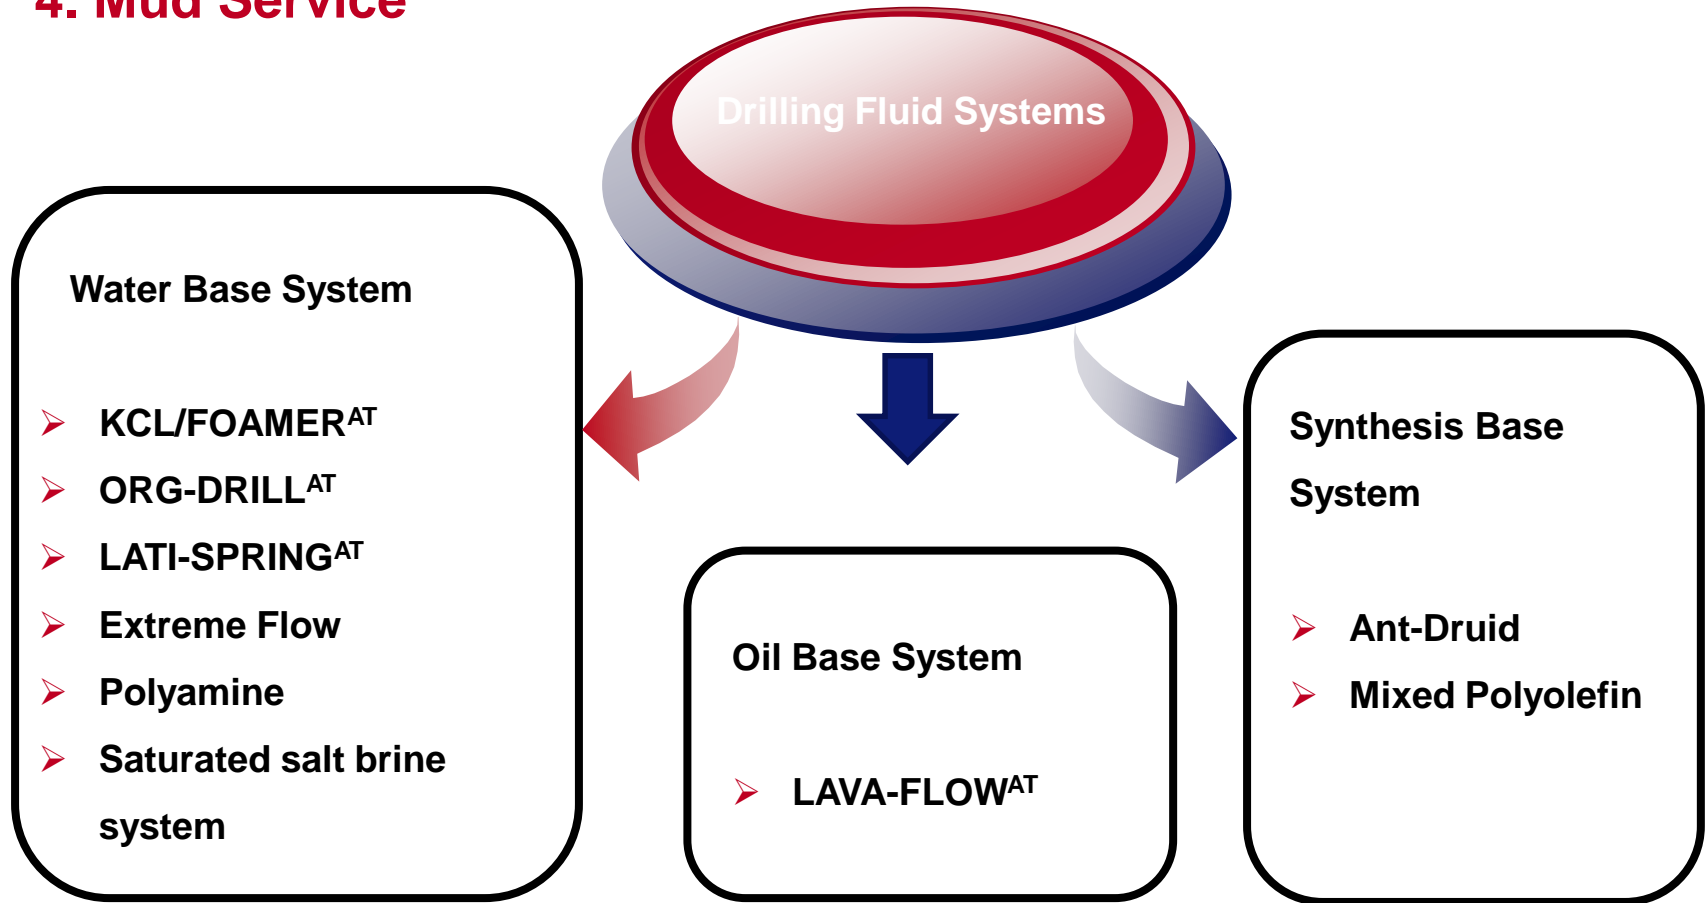 4. Mud Service
Drilling Fluid Systems
Water Base System
➢ KCL/FOAMERᴬᵀ
➢ ORG-DRILLᴬᵀ
➢ LATI-SPRINGᴬᵀ
➢ Extreme Flow
➢ Polyamine
➢ Saturated salt brine
system
Oil Base System
➢ LAVA-FLOWᴬᵀ
Synthesis Base
System
➢ Ant-Druid
➢ Mixed Polyolefin